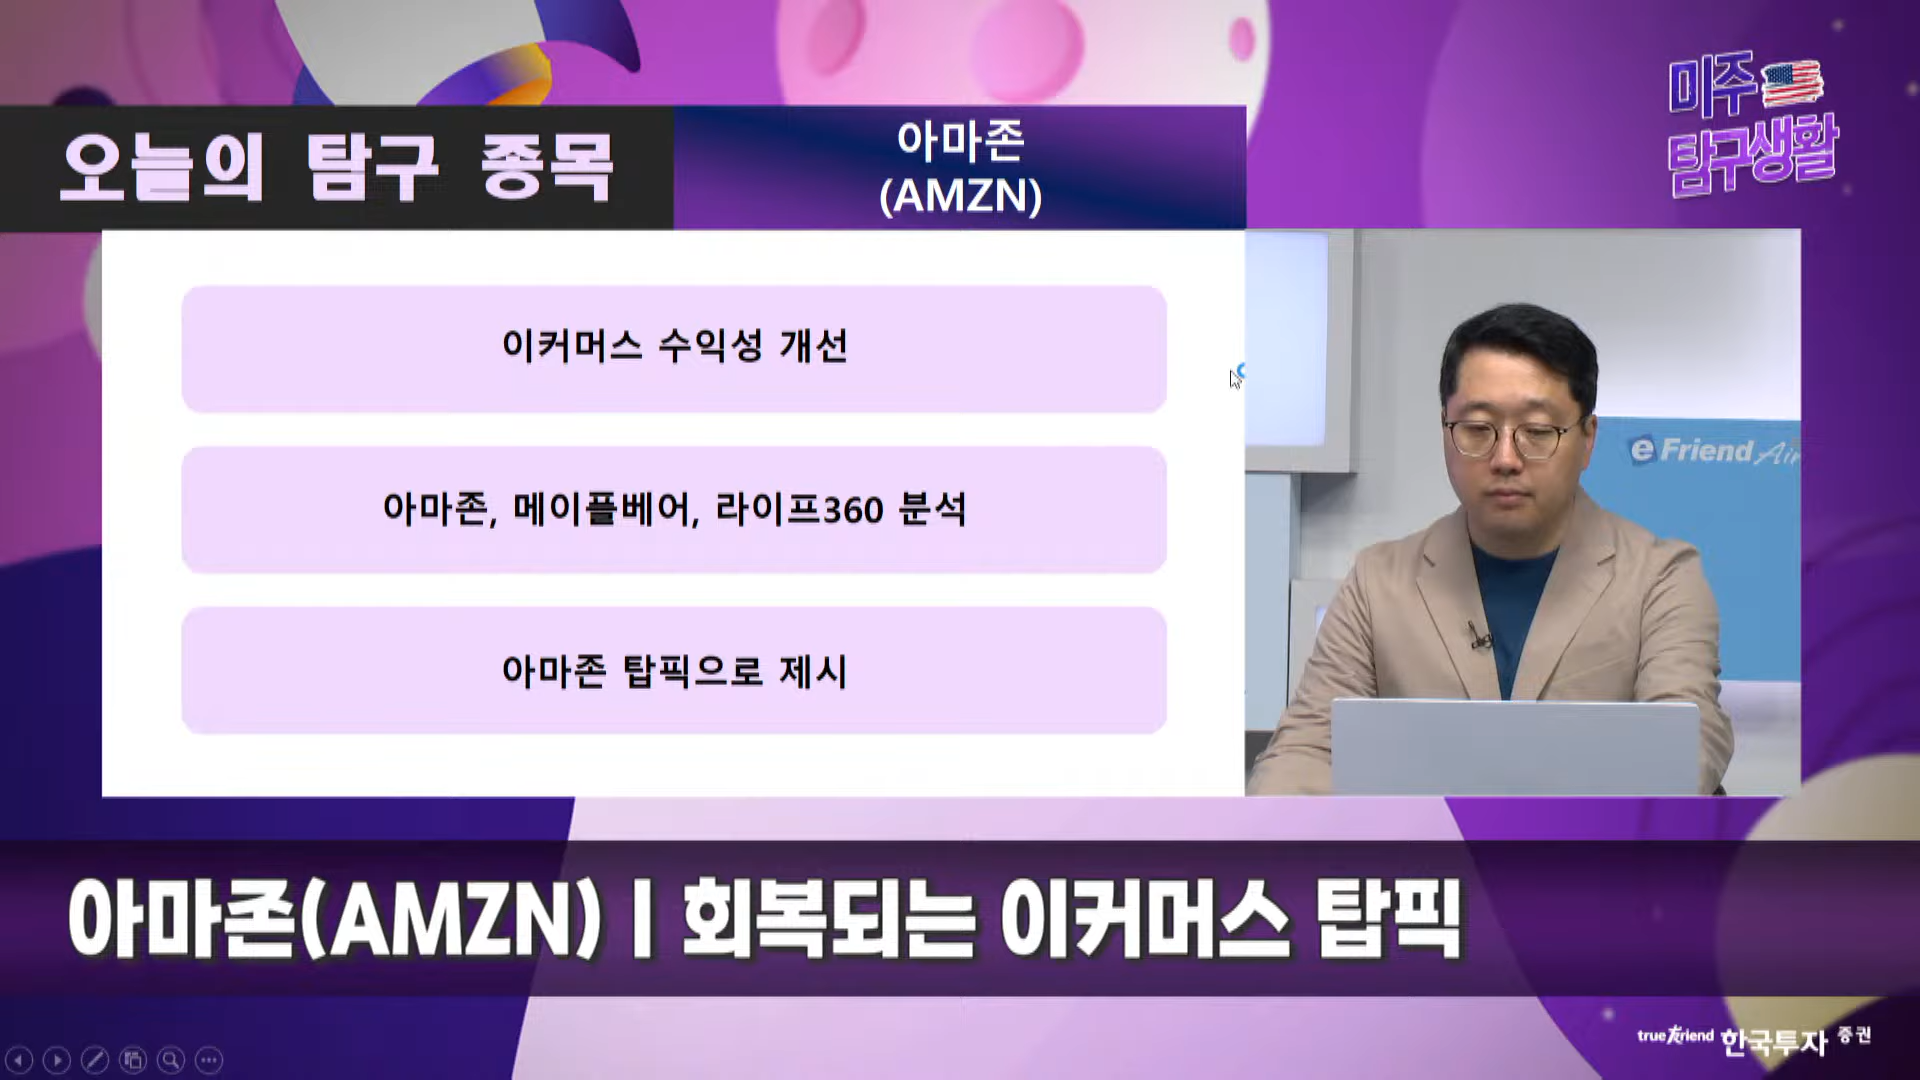 미주
탐구생활
오늘의 탐구 종목
아마존
(AMZN)
이커머스 수익성 개선
아마존, 메이플베어, 라이프360 분석
아마존 탑픽으로 제시
e Friend Air
아마존(AMZN) | 회복되는 이커머스 탑픽
true friend 한국투자 증권